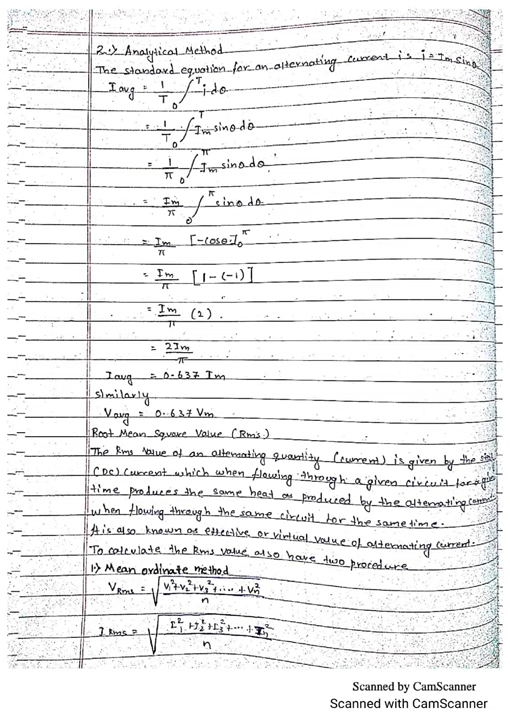 2.) Analytical Method
The standard equation for an alternating current is i = Im sinθ
Iavg = 1/T ₀∫ᵀ i·dθ
= 1/T ₀∫ᵀ Im sinθ dθ
= 1/π ₀∫^π Im sinθ dθ
= Im/π ₀∫^π sinθ dθ
= Im/π [-cosθ]₀^π
= Im/π [1-(-1)]
= Im/π (2).
= 2Im/π
Iavg = 0.637 Im
similarly
Vavg = 0.637 Vm
Root Mean Square Value (Rms)
The Rms Value of an alternating quantity (current) is given by the
(DC) current which when flowing through a given circuit for a
time produces the same heat as produced by the alternating
when flowing through the same circuit for the same time.
It is also known as effective or virtual value of alternating current.
To calculate the Rms value also have two procedure
1.) Mean ordinate method
VRms = √(V₁²+V₂²+V₃²+.... +Vn²/n)
IRms = √(I₁²+I₂²+I₃²+....+In²/n)
Scanned by CamScanner
Scanned with CamScanner